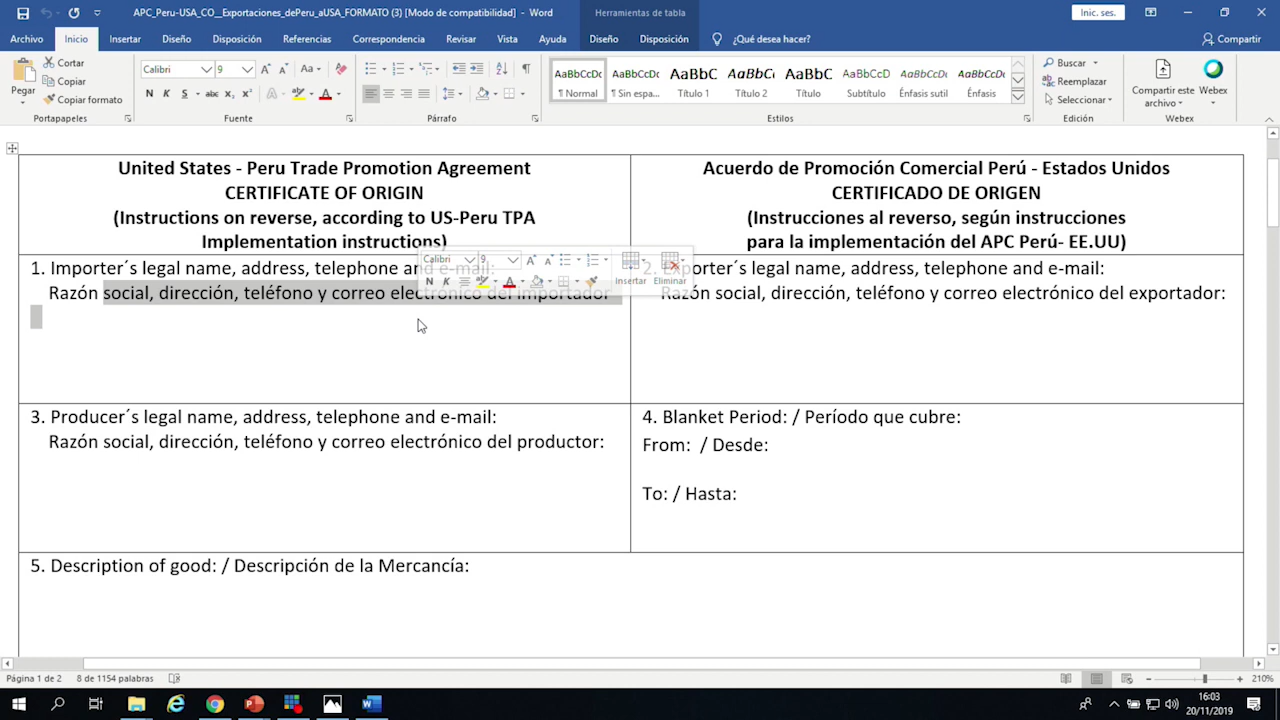 APC_Peru-USA_CO__Exportaciones_dePeru_aUSA_FORMATO (3) [Modo de compatibilidad] - Word
Herramientas de tabla
Inic. ses.
Archivo
Inicio
Insertar
Diseño
Disposición
Referencias
Correspondencia
Revisar
Vista
Ayuda
Diseño
Disposición
¿Qué desea hacer?
Compartir
Pegar
Cortar
Copiar
Copiar formato
Portapapeles
Calibri
9
Aa
N K S abc x₂ x²
Fuente
Párrafo
AaBbCcDc
¶ Normal
AaBbCcDc
¶ Sin espa...
AaBbC
Título 1
AaBbCc
Título 2
AaBbC
Título
AaBbCcD
Subtítulo
AaBbCcDt
Énfasis sutil
AaBbCcDt
Énfasis
Estilos
Buscar
Reemplazar
Seleccionar
Edición
Compartir este
archivo
Webex
Webex
United States - Peru Trade Promotion Agreement
CERTIFICATE OF ORIGIN
(Instructions on reverse, according to US-Peru TPA
Implementation instructions)
Acuerdo de Promoción Comercial Perú - Estados Unidos
CERTIFICADO DE ORIGEN
(Instrucciones al reverso, según instrucciones
para la implementación del APC Perú- EE.UU)
1. Importer´s legal name, address, telephone and e-mail:
Razón social, dirección, teléfono y correo electrónico del importador
Calibri
9
N K
Insertar
Eliminar
2. Exporter´s legal name, address, telephone and e-mail:
Razón social, dirección, teléfono y correo electrónico del exportador:
3. Producer´s legal name, address, telephone and e-mail:
Razón social, dirección, teléfono y correo electrónico del productor:
4. Blanket Period: / Período que cubre:
From: / Desde:
To: / Hasta:
5. Description of good: / Descripción de la Mercancía:
Página 1 de 2
8 de 1154 palabras
210%
16:03
20/11/2019